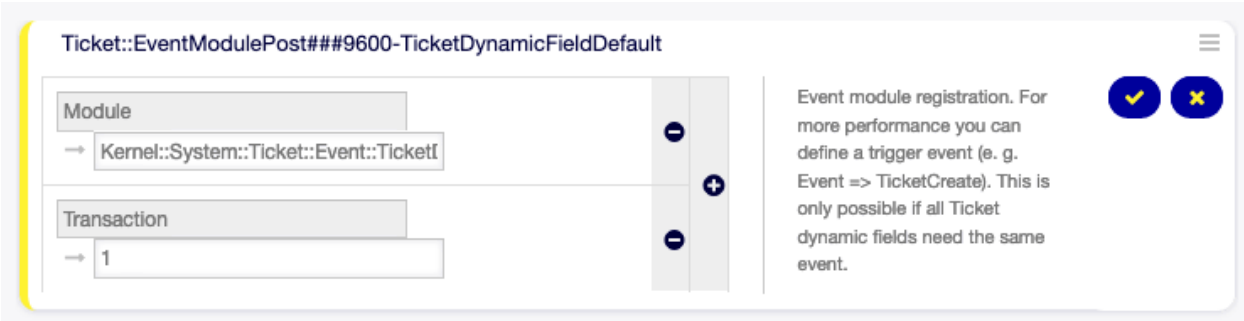 Ticket::EventModulePost###9600-TicketDynamicFieldDefault
Module
Kernel::System::Ticket::Event::Ticket
Transaction
1
Event module registration. For
more performance you can
define a trigger event (e. g.
Event => TicketCreate). This is
only possible if all Ticket
dynamic fields need the same
event.